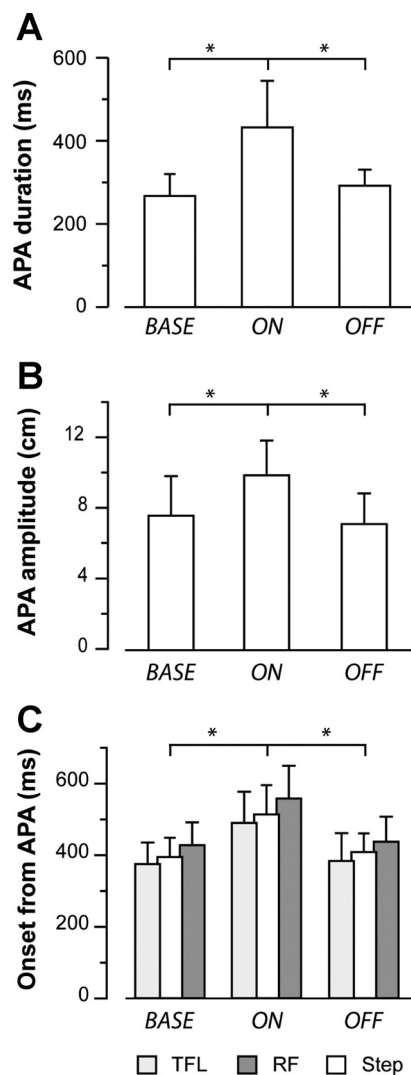 A
* *
APA duration (ms)
600
400
200
0
BASE ON OFF
B
* *
APA amplitude (cm)
12
8
4
0
BASE ON OFF
C
* *
Onset from APA (ms)
600
400
200
0
BASE ON OFF
TFL RF Step